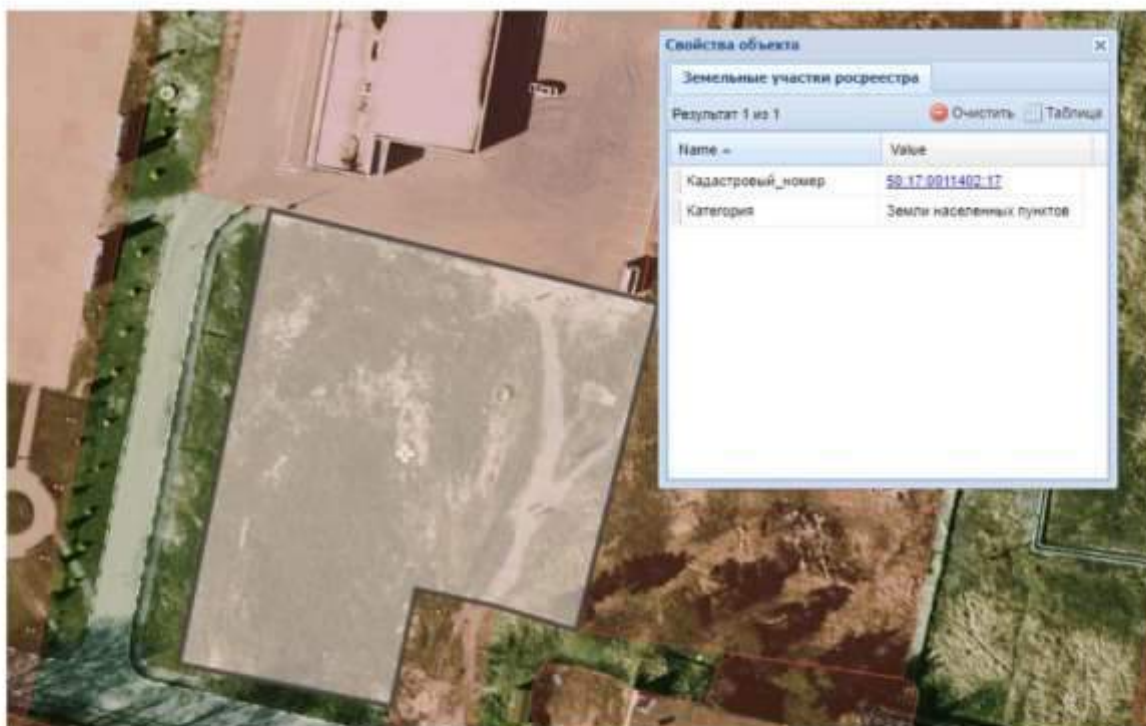 Свойства объекта
Земельные участки росреестра
Результат 1 из 1
Очистить
Таблица
Name
Value
Кадастровый_номер
50:17:0011402:17
Категория
Земли населенных пунктов